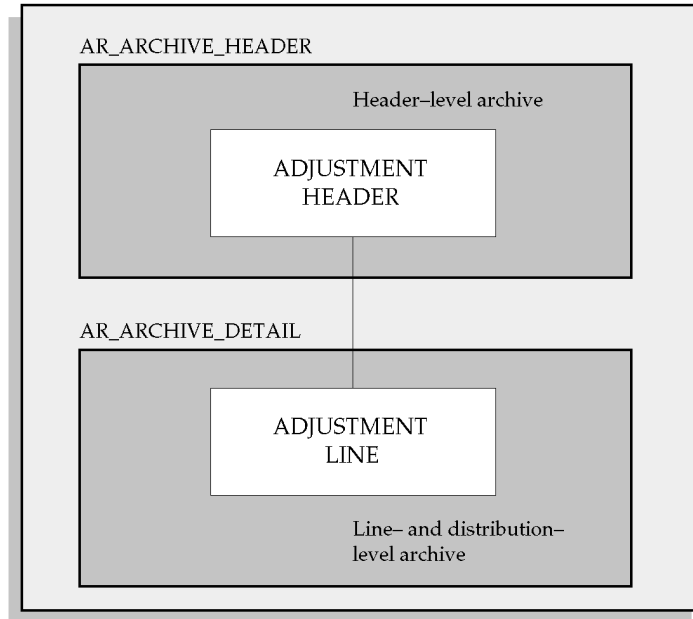 AR_ARCHIVE_HEADER
Header–level archive
ADJUSTMENT
HEADER
AR_ARCHIVE_DETAIL
ADJUSTMENT
LINE
Line– and distribution–
level archive